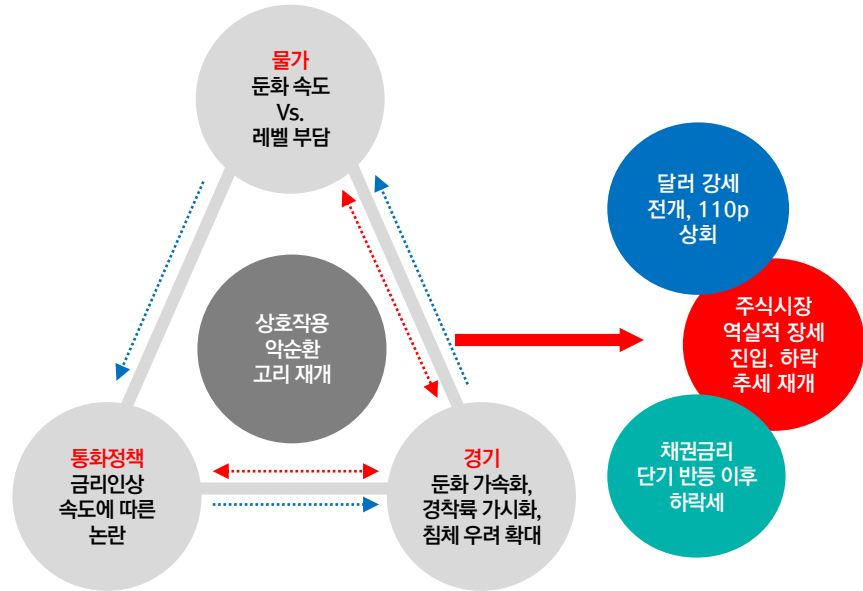 물가
둔화 속도
Vs.
레벨 부담
상호작용
악순환
고리 재개
통화정책
금리인상
속도에 따른
논란
경기
둔화 가속화,
경착륙 가시화,
침체 우려 확대
달러 강세
전개, 110p
상회
주식시장
역실적 장세
진입. 하락
추세 재개
채권금리
단기 반등 이후
하락세